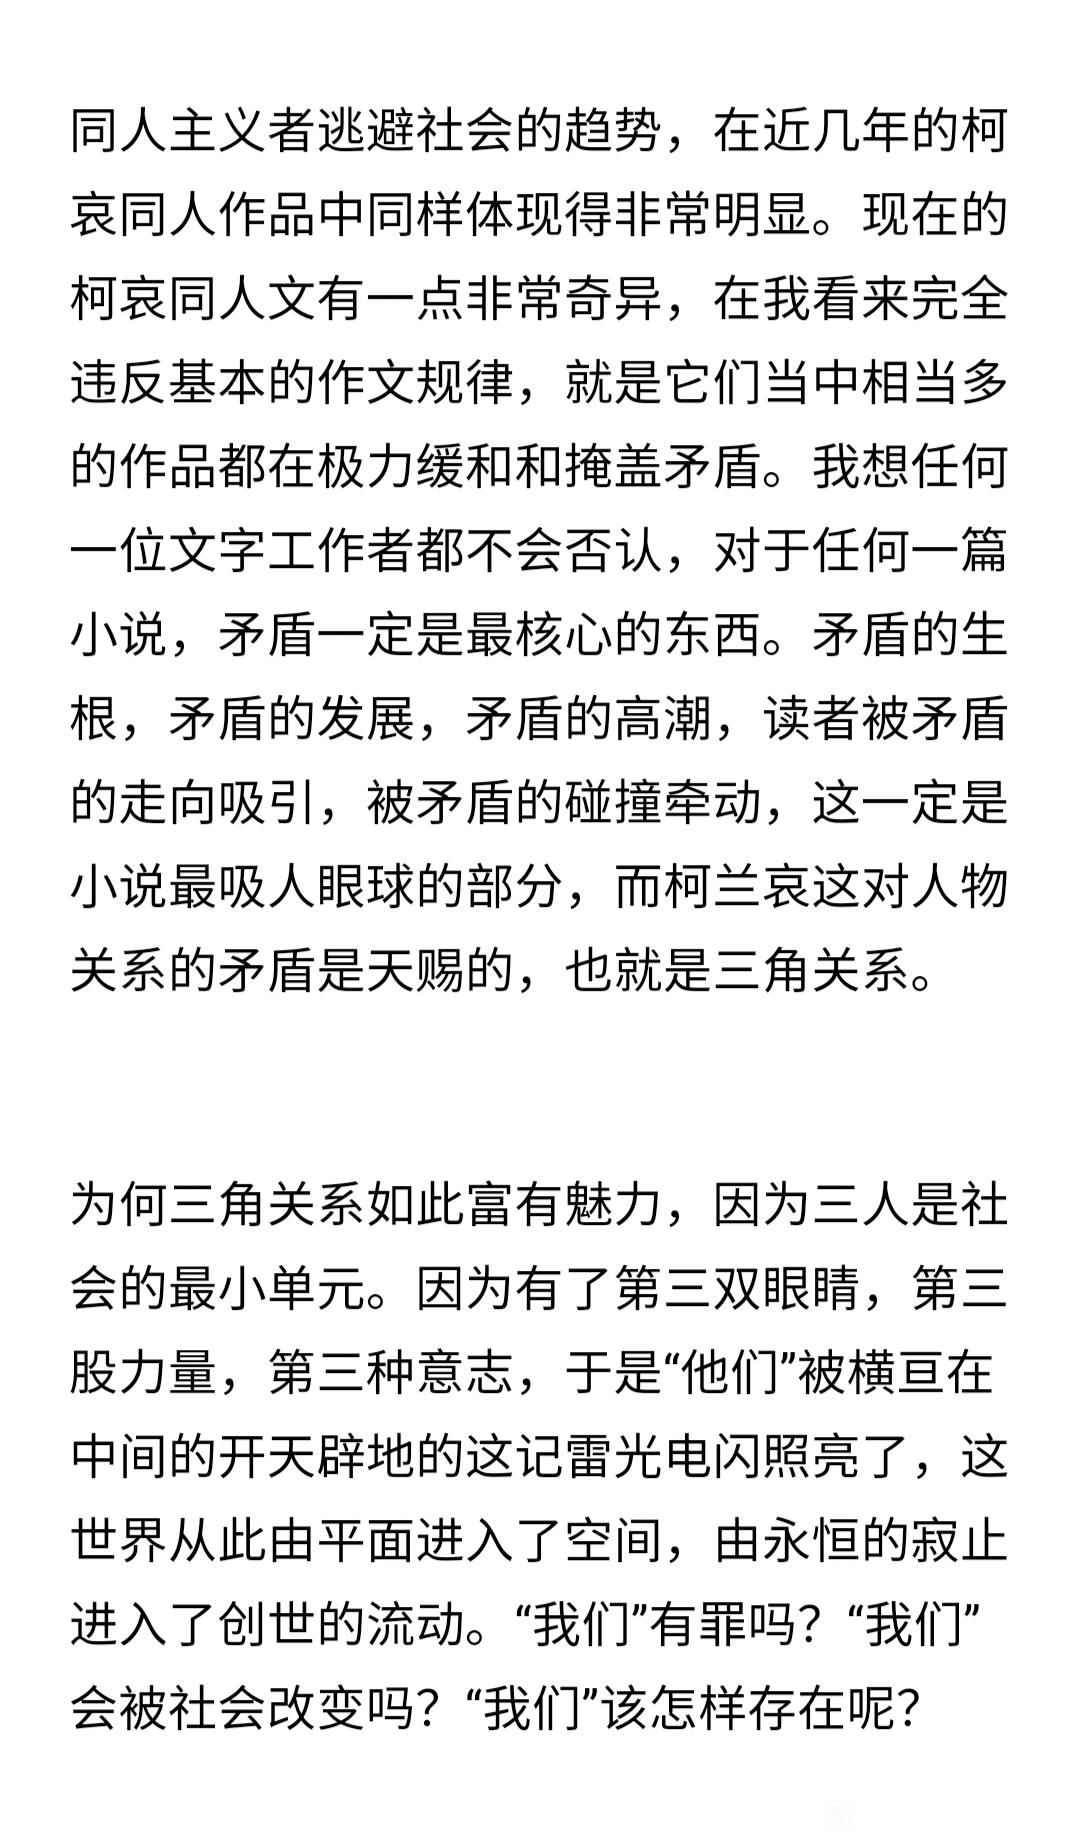 同人主义者逃避社会的趋势，在近几年的柯
哀同人作品中同样体现得非常明显。现在的
柯哀同人文有一点非常奇异，在我看来完全
违反基本的作文规律，就是它们当中相当多
的作品都在极力缓和和掩盖矛盾。我想任何
一位文字工作者都不会否认，对于任何一篇
小说，矛盾一定是最核心的东西。矛盾的生
根，矛盾的发展，矛盾的高潮，读者被矛盾
的走向吸引，被矛盾的碰撞牵动，这一定是
小说最吸人眼球的部分，而柯兰哀这对人物
关系的矛盾是天赐的，也就是三角关系。
为何三角关系如此富有魅力，因为三人是社
会的最小单元。因为有了第三双眼睛，第三
股力量，第三种意志，于是“他们”被横亘在
中间的开天辟地的这记雷光电闪照亮了，这
世界从此由平面进入了空间，由永恒的寂止
进入了创世的流动。“我们”有罪吗？“我们”
会被社会改变吗？“我们”该怎样存在呢？